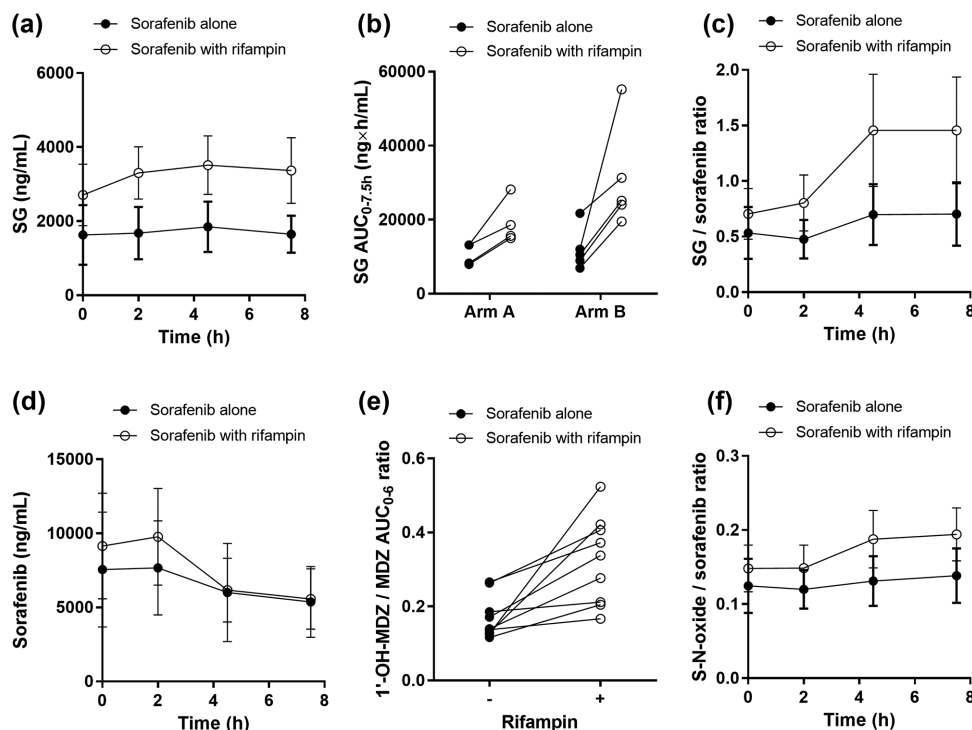 (a)
Sorafenib alone
Sorafenib with rifampin
SG (ng/mL)
6000
4000
2000
0
0 2 4 6 8
Time (h)
(b)
Sorafenib alone
Sorafenib with rifampin
SG AUC0-7.5h (ng×h/mL)
60000
40000
20000
0
Arm A Arm B
(c)
Sorafenib alone
Sorafenib with rifampin
SG / sorafenib ratio
2.0
1.5
1.0
0.5
0.0
0 2 4 6 8
Time (h)
(d)
Sorafenib alone
Sorafenib with rifampin
Sorafenib (ng/mL)
15000
10000
5000
0
0 2 4 6 8
Time (h)
(e)
Sorafenib alone
Sorafenib with rifampin
1'-OH-MDZ / MDZ AUC0-6 ratio
0.6
0.4
0.2
0.0
- +
Rifampin
(f)
Sorafenib alone
Sorafenib with rifampin
S-N-oxide / sorafenib ratio
0.3
0.2
0.1
0.0
0 2 4 6 8
Time (h)